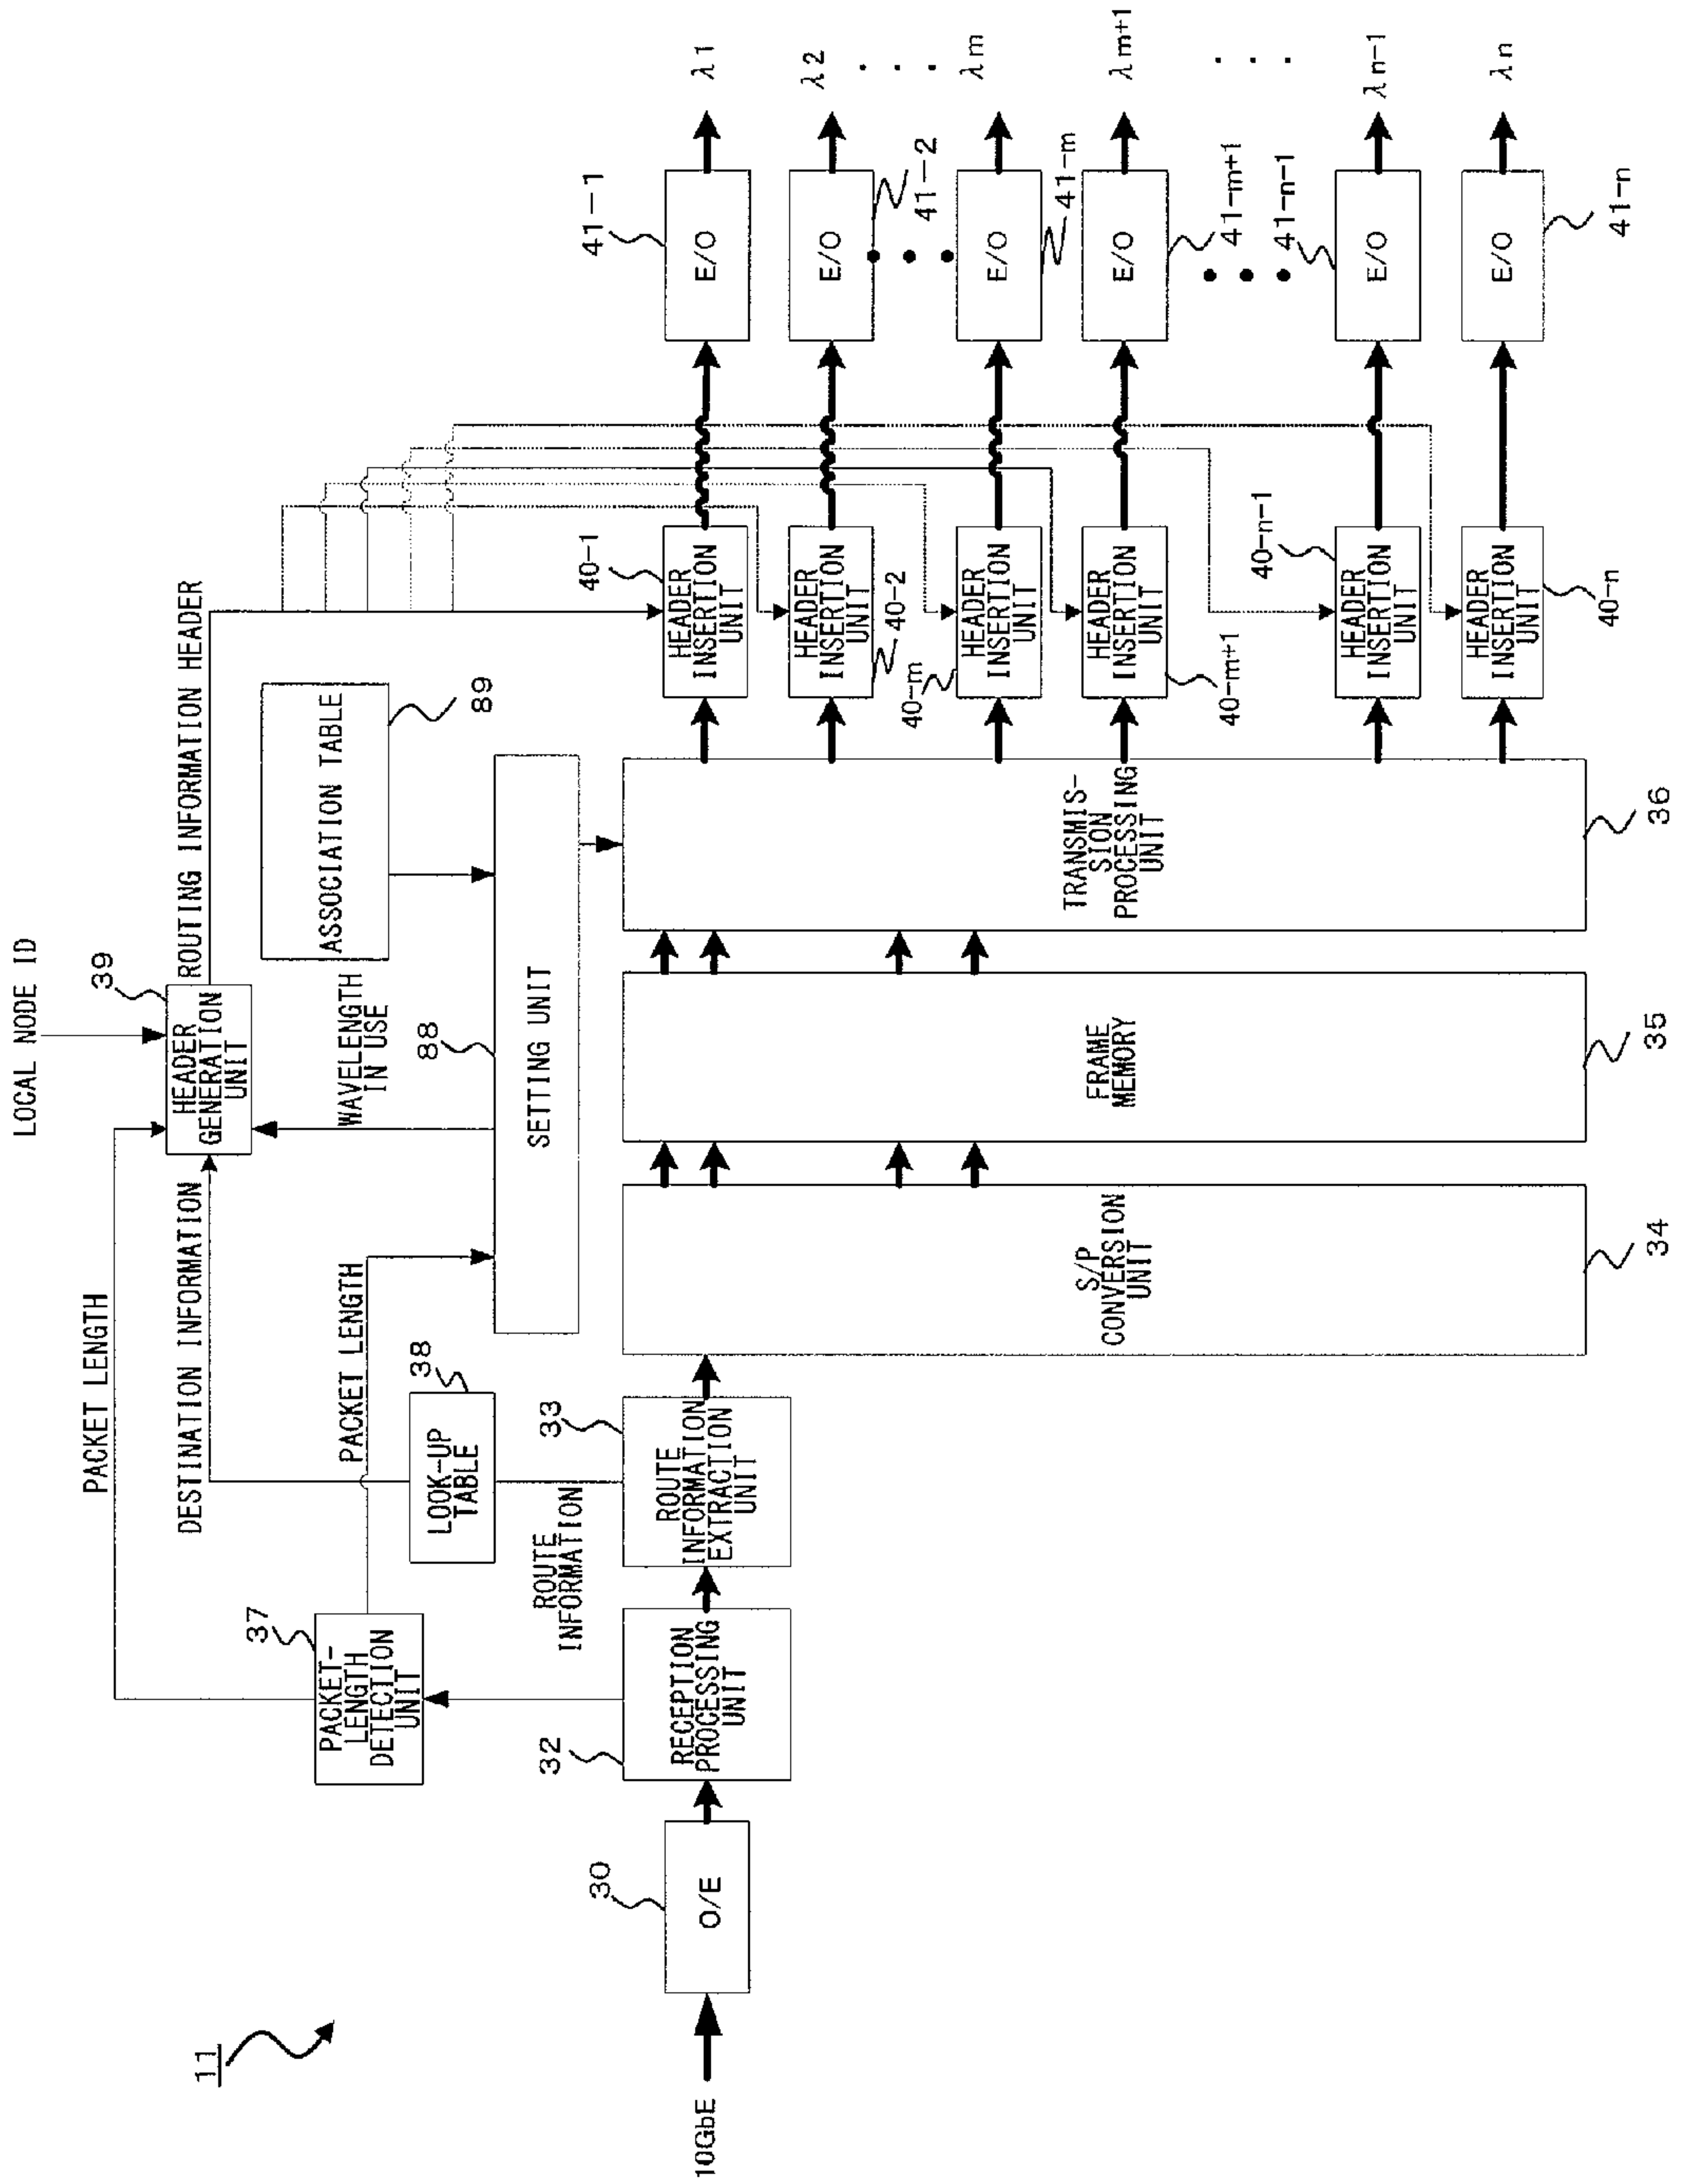 11
10GbE
O/E
30
RECEPTION
PROCESSING
UNIT
32
PACKET-
LENGTH
DETECTION
UNIT
37
PACKET LENGTH
DESTINATION INFORMATION
PACKET LENGTH
LOOK-UP
TABLE
38
ROUTE
INFORMATION
ROUTE
INFORMATION
EXTRACTION
UNIT
33
LOCAL NODE ID
HEADER
GENERATION
UNIT
39
ROUTING INFORMATION HEADER
WAVELENGTH
IN USE
SETTING UNIT
88
ASSOCIATION TABLE
89
S/P
CONVERSION
UNIT
34
FRAME
MEMORY
35
TRANSMIS-
SION
PROCESSING
UNIT
36
HEADER
INSERTION
UNIT
40-1
HEADER
INSERTION
UNIT
40-2
HEADER
INSERTION
UNIT
40-m
HEADER
INSERTION
UNIT
40-m+1
HEADER
INSERTION
UNIT
40-n-1
HEADER
INSERTION
UNIT
40-n
E/O
41-1
λ1
E/O
41-2
λ2
E/O
41-m
λm
E/O
41-m+1
λm+1
E/O
41-n-1
λn-1
E/O
41-n
λn